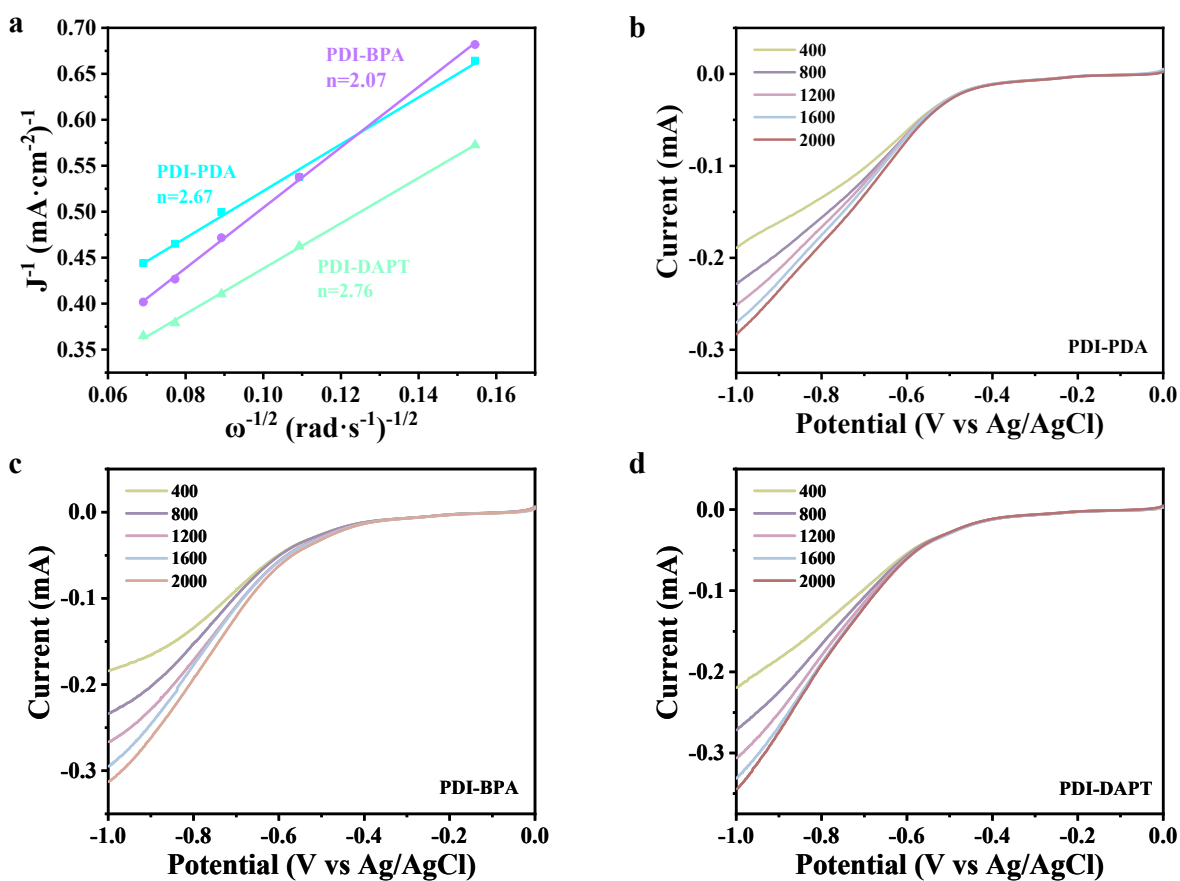 a
PDI-BPA
n=2.07
PDI-PDA
n=2.67
PDI-DAPT
n=2.76
J⁻¹ (mA·cm⁻²)⁻¹
0.70
0.65
0.60
0.55
0.50
0.45
0.40
0.35
0.06 0.08 0.10 0.12 0.14 0.16
ω⁻¹/² (rad·s⁻¹)⁻¹/²
b
400
800
1200
1600
2000
Current (mA)
0.0
-0.1
-0.2
-0.3
PDI-PDA
-1.0 -0.8 -0.6 -0.4 -0.2 0.0
Potential (V vs Ag/AgCl)
c
400
800
1200
1600
2000
Current (mA)
0.0
-0.1
-0.2
-0.3
PDI-BPA
-1.0 -0.8 -0.6 -0.4 -0.2 0.0
Potential (V vs Ag/AgCl)
d
400
800
1200
1600
2000
Current (mA)
0.0
-0.1
-0.2
-0.3
PDI-DAPT
-1.0 -0.8 -0.6 -0.4 -0.2 0.0
Potential (V vs Ag/AgCl)